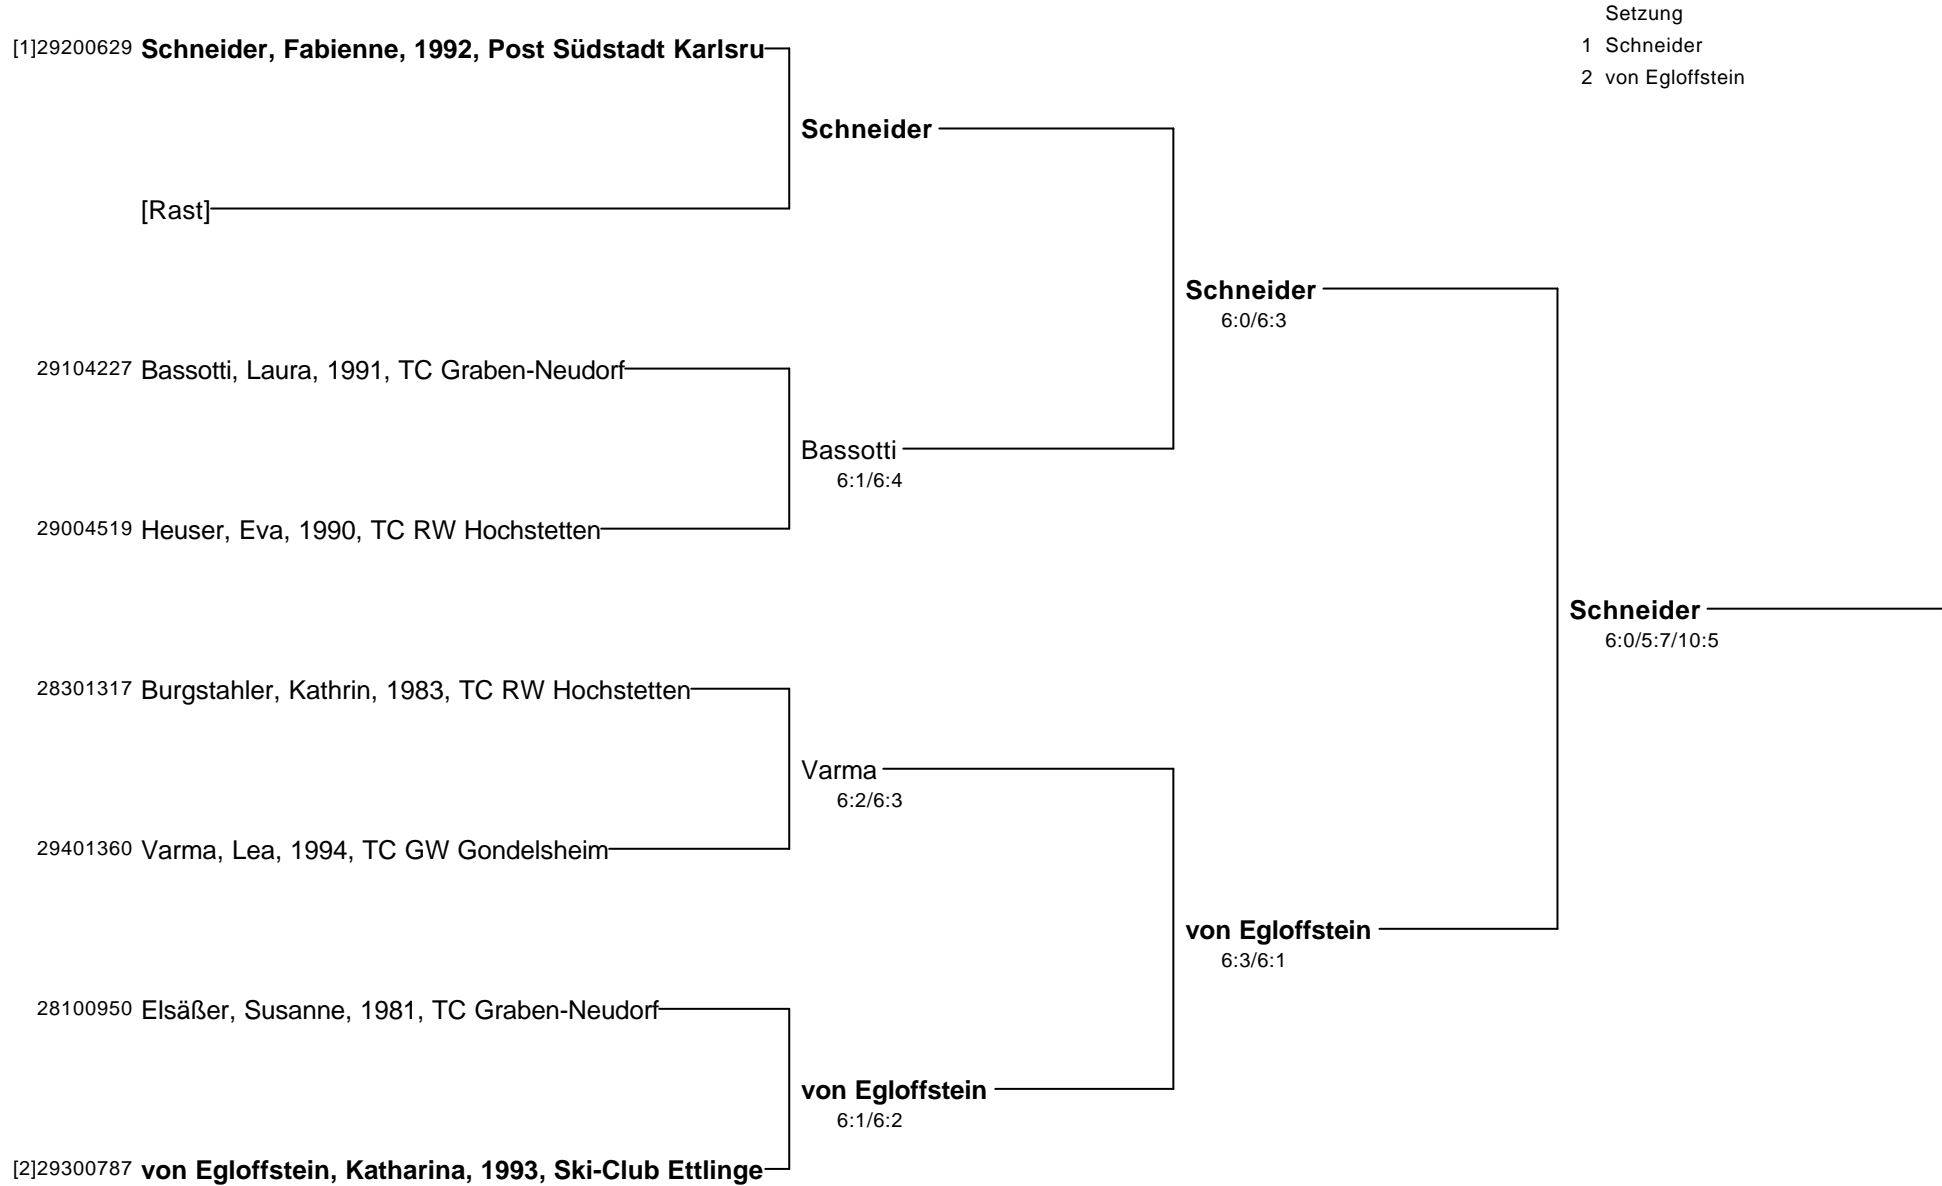 Setzung
1 Schneider
2 von Egloffstein
[1]29200629 Schneider, Fabienne, 1992, Post Südstadt Karlsru
Schneider
[Rast]
Schneider
6:0/6:3
29104227 Bassotti, Laura, 1991, TC Graben-Neudorf
Bassotti
6:1/6:4
29004519 Heuser, Eva, 1990, TC RW Hochstetten
Schneider
6:0/5:7/10:5
28301317 Burgstahler, Kathrin, 1983, TC RW Hochstetten
Varma
6:2/6:3
29401360 Varma, Lea, 1994, TC GW Gondelsheim
von Egloffstein
6:3/6:1
28100950 Elsäßer, Susanne, 1981, TC Graben-Neudorf
von Egloffstein
6:1/6:2
[2]29300787 von Egloffstein, Katharina, 1993, Ski-Club Ettlinge